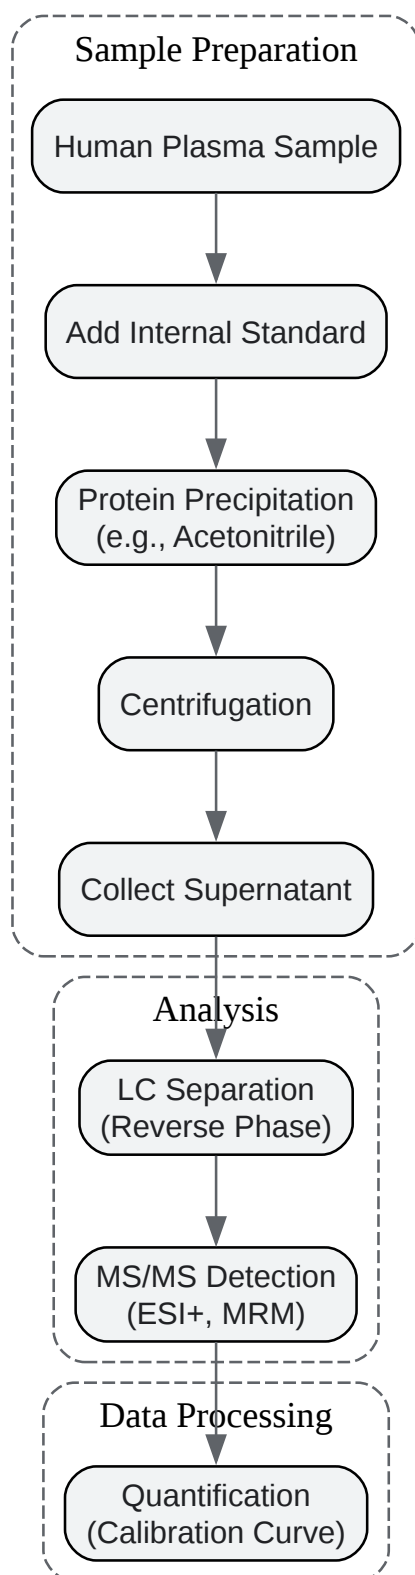 Sample Preparation
Human Plasma Sample
Add Internal Standard
Protein Precipitation
(e.g., Acetonitrile)
Centrifugation
Collect Supernatant
Analysis
LC Separation
(Reverse Phase)
MS/MS Detection
(ESI+, MRM)
Data Processing
Quantification
(Calibration Curve)